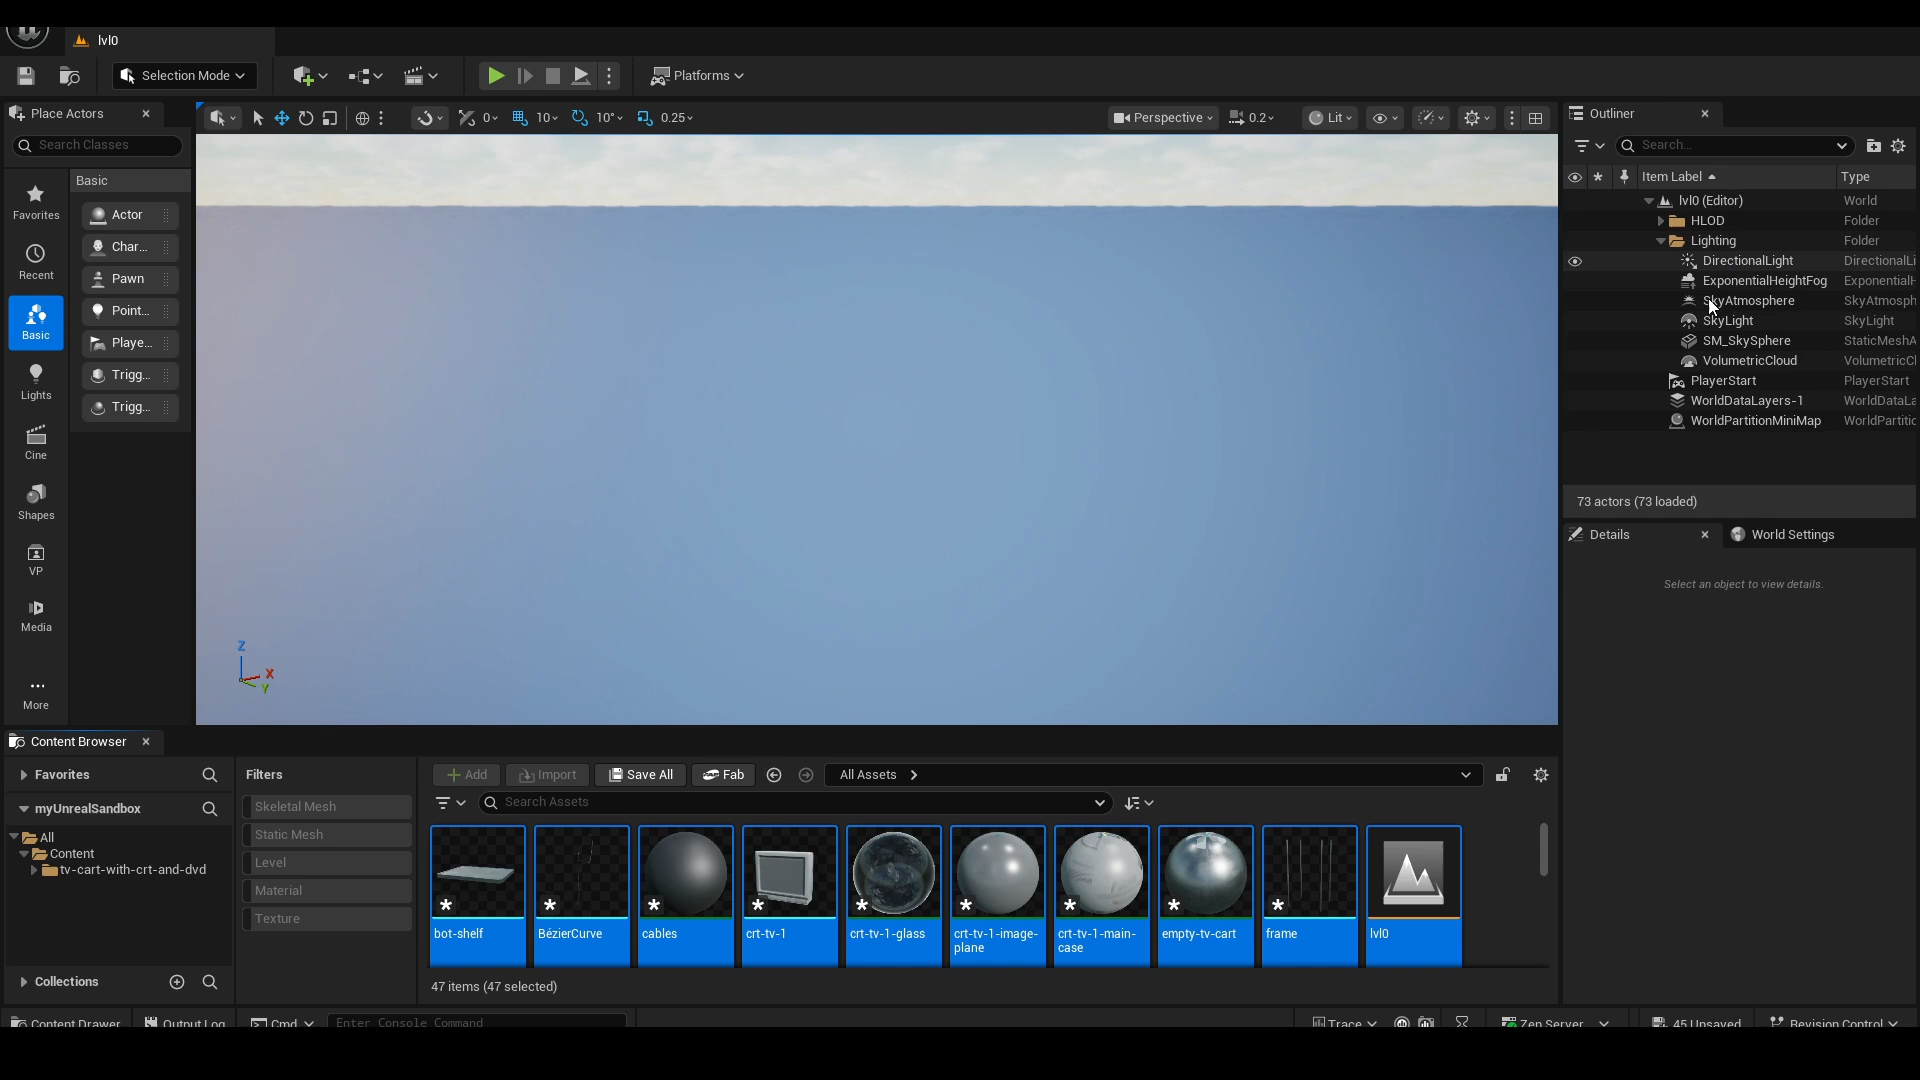 lvl0
Selection Mode
Platforms
Place Actors
Search Classes
Favorites
Recent
Basic
Lights
Cine
Shapes
VP
Media
More
Basic
Actor
Char...
Pawn
Point...
Playe...
Trigg...
Trigg...
0
10
10°
0.25
Perspective
0.2
Lit
Z
X
Y
Outliner
Search...
Item Label
Type
lvl0 (Editor)
World
HLOD
Folder
Lighting
Folder
DirectionalLight
DirectionalLi
ExponentialHeightFog
ExponentialH
SkyAtmosphere
SkyAtmosph
SkyLight
SkyLight
SM_SkySphere
StaticMeshA
VolumetricCloud
VolumetricCl
PlayerStart
PlayerStart
WorldDataLayers-1
WorldDataLa
WorldPartitionMiniMap
WorldPartitic
73 actors (73 loaded)
Details
World Settings
Select an object to view details.
Content Browser
Favorites
myUnrealSandbox
All
Content
tv-cart-with-crt-and-dvd
Collections
Filters
Skeletal Mesh
Static Mesh
Level
Material
Texture
Add
Import
Save All
Fab
All Assets
Search Assets
bot-shelf
BézierCurve
cables
crt-tv-1
crt-tv-1-glass
crt-tv-1-image-
plane
crt-tv-1-main-
case
empty-tv-cart
frame
lvl0
47 items (47 selected)
Content Drawer
Output Log
Cmd
Enter Console Command
Trace
Zen Server
45 Unsaved
Revision Control